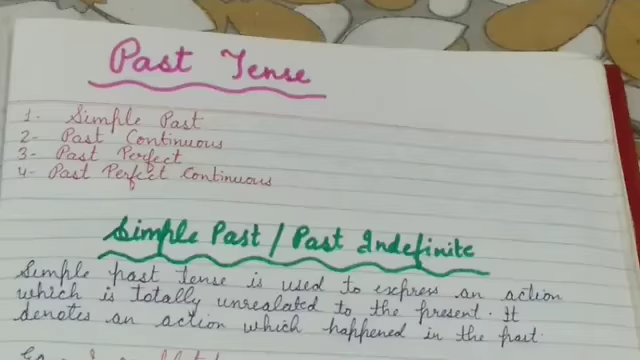 Past Tense
1. Simple Past
2- Past Continuous
3- Past Perfect
4- Past Perfect Continuous
Simple Past / Past Indefinite
Simple past tense is used to express an action
which is totally unrealated to the present. It
denotes an action which happened in the past.